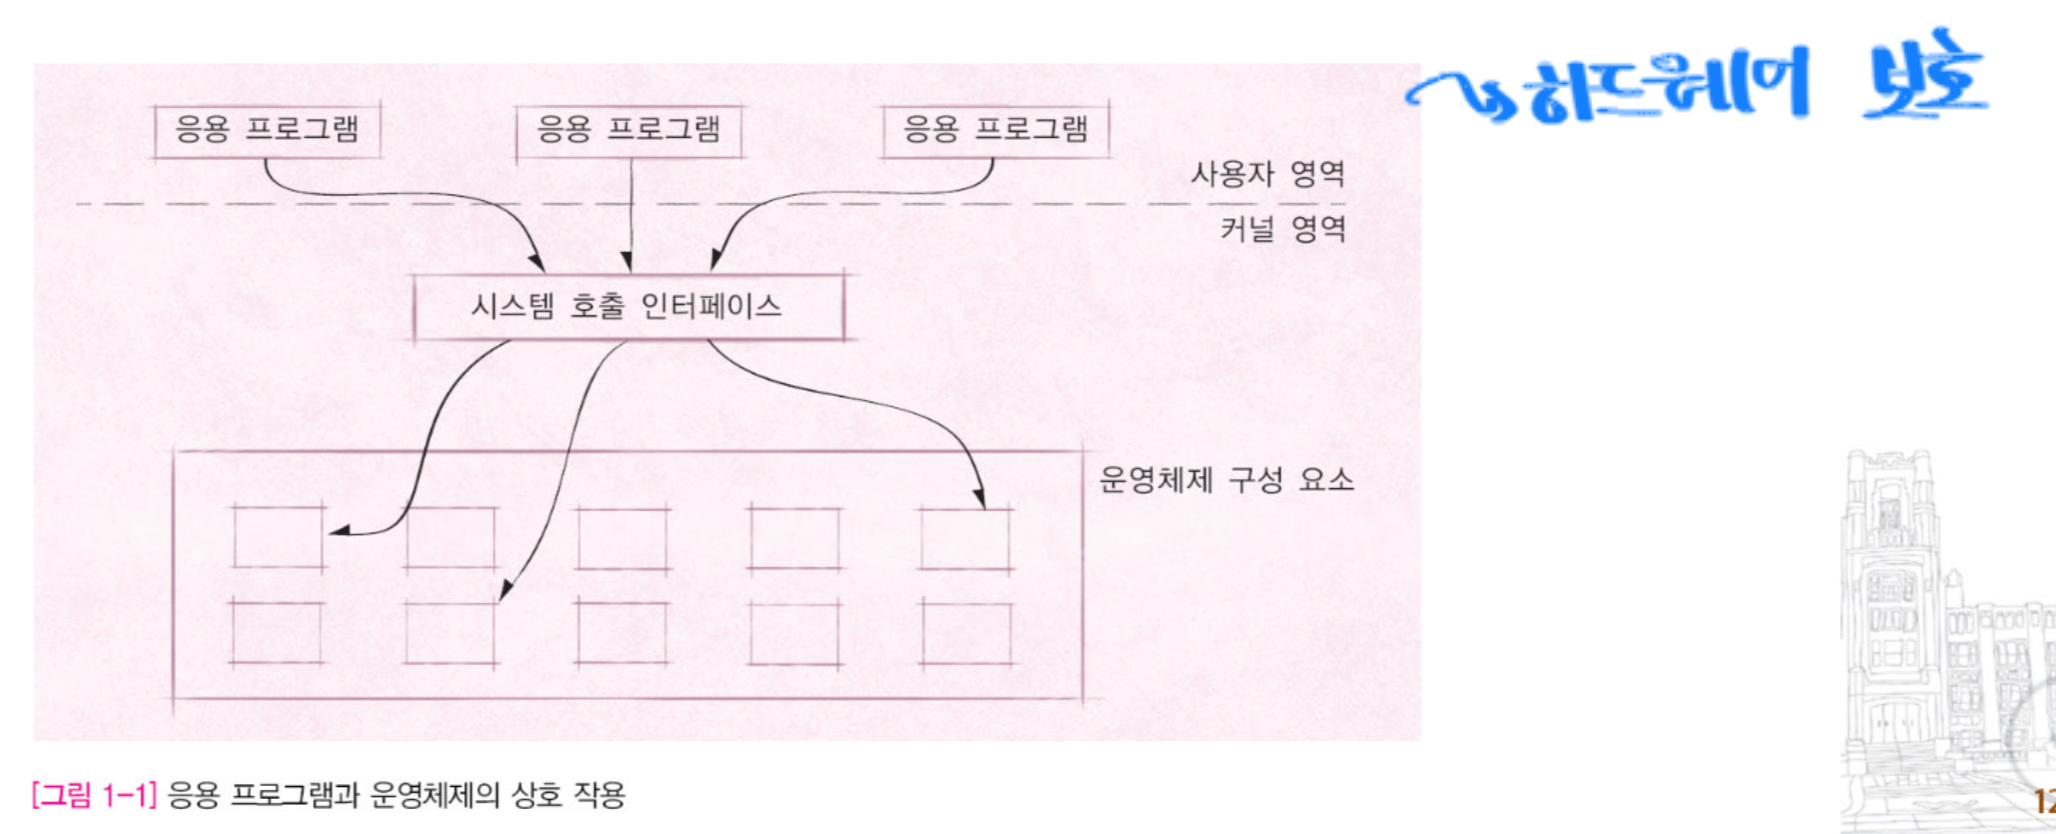 하드웨어 보호
응용 프로그램
응용 프로그램
응용 프로그램
사용자 영역
커널 영역
시스템 호출 인터페이스
운영체제 구성 요소
[그림 1-1] 응용 프로그램과 운영체제의 상호 작용
12